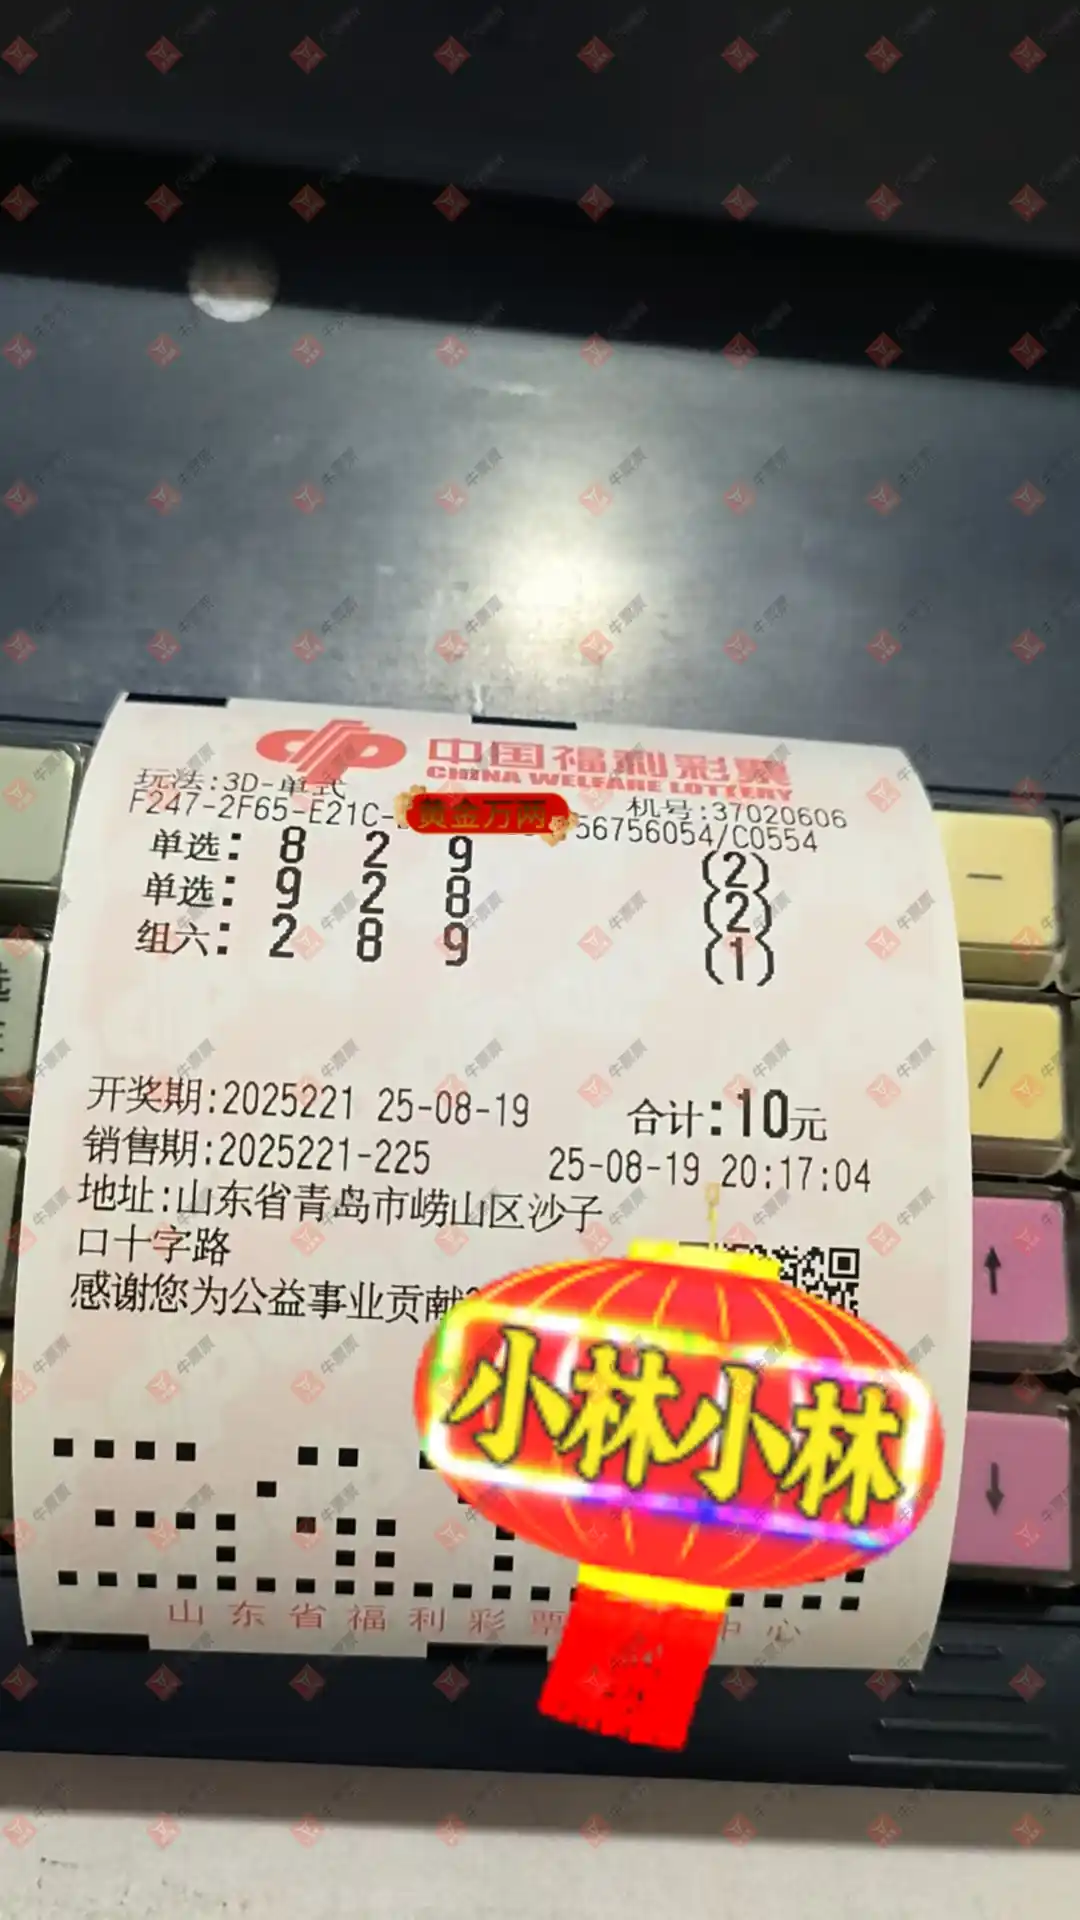 中国福利彩票
CHINA WELFARE LOTTERY
玩法:3D-单式
机号:37020606
F247-2F65-E21C-
黄金万两
56756054/C0554
单选: 8 2 9 (2)
单选: 9 2 8 (2)
组六: 2 8 9 (1)
开奖期:2025221 25-08-19 合计:10元
销售期:2025221-225 25-08-19 20:17:04
地址:山东省青岛市崂山区沙子
口十字路
感谢您为公益事业贡献
小林小林
山东省福利彩票 中心
牛票票
－
/
↑
↓